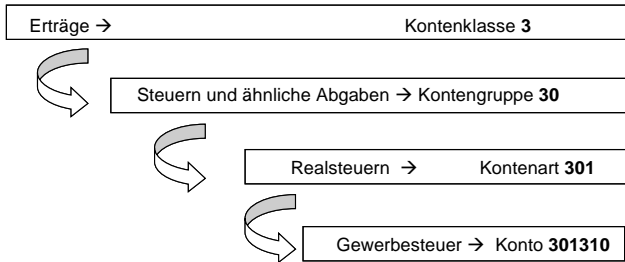 Erträge → Kontenklasse 3
Steuern und ähnliche Abgaben → Kontengruppe 30
Realsteuern → Kontenart 301
Gewerbesteuer → Konto 301310